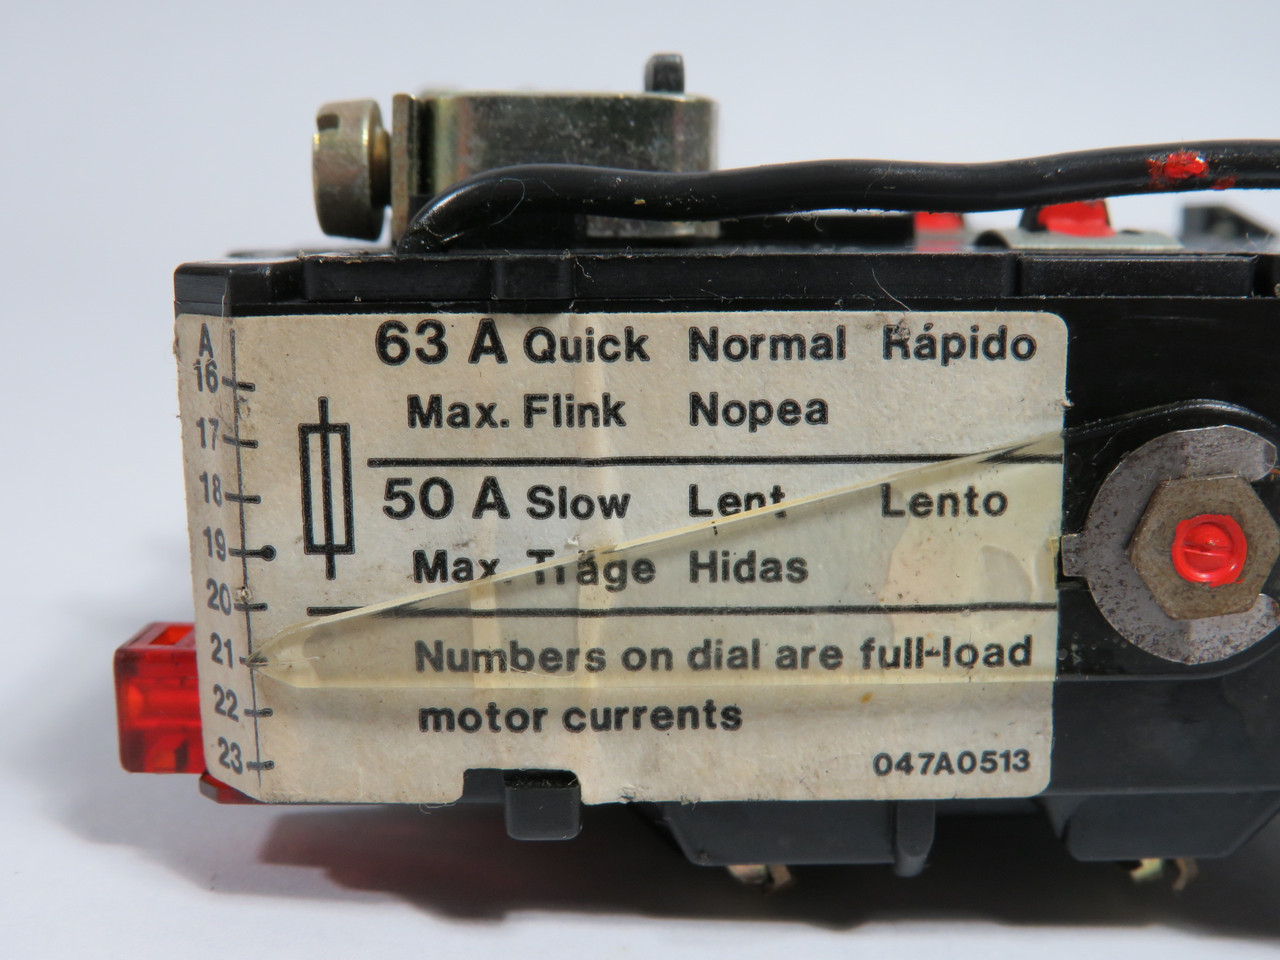 A
16
17
18
19
20
21
22
23
63 A Quick Normal Rápido
Max. Flink Nopea
50 A Slow Lent Lento
Max. Träge Hidas
Numbers on dial are full-load
motor currents
047A0513